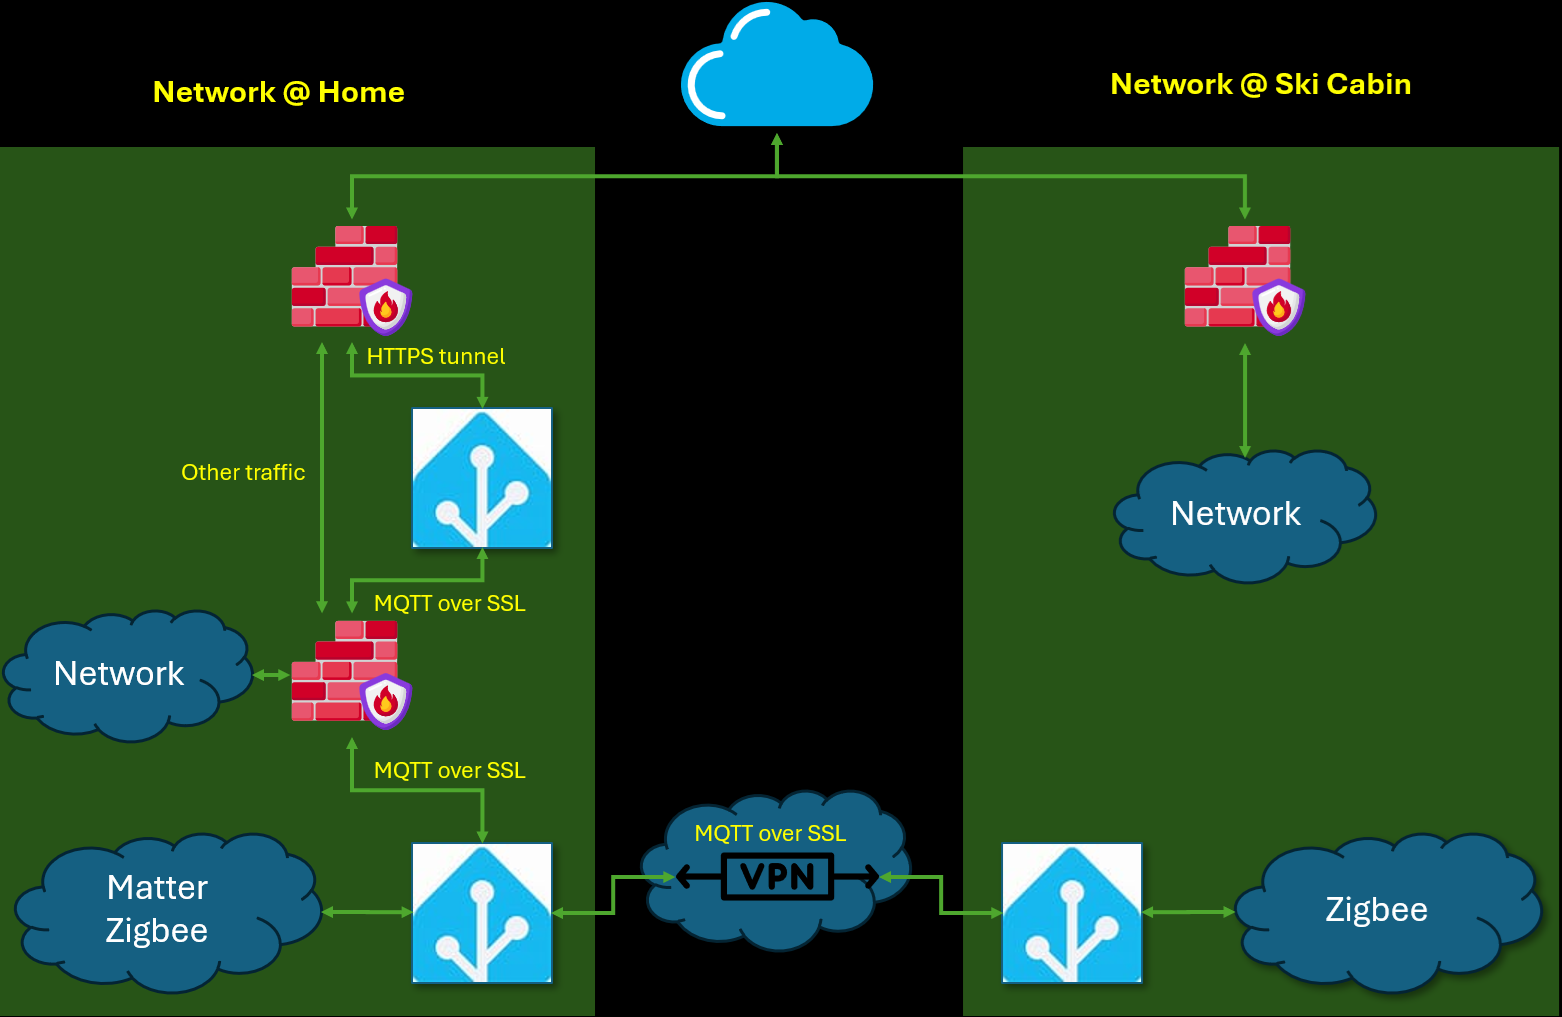 Network @ Home
Network @ Ski Cabin
HTTPS tunnel
Other traffic
Network
MQTT over SSL
Network
MQTT over SSL
MQTT over SSL
VPN
Matter
Zigbee
Zigbee